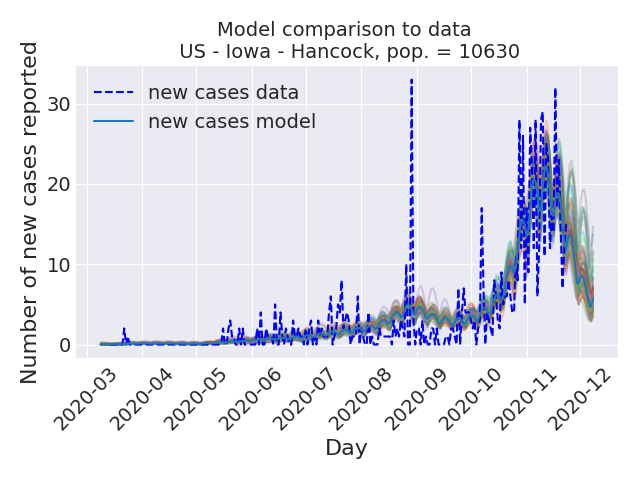 Model comparison to data
US - Iowa - Hancock, pop. = 10630
Number of new cases reported
30
20
10
0
new cases data
new cases model
2020-03
2020-04
2020-05
2020-06
2020-07
2020-08
2020-09
2020-10
2020-11
2020-12
Day